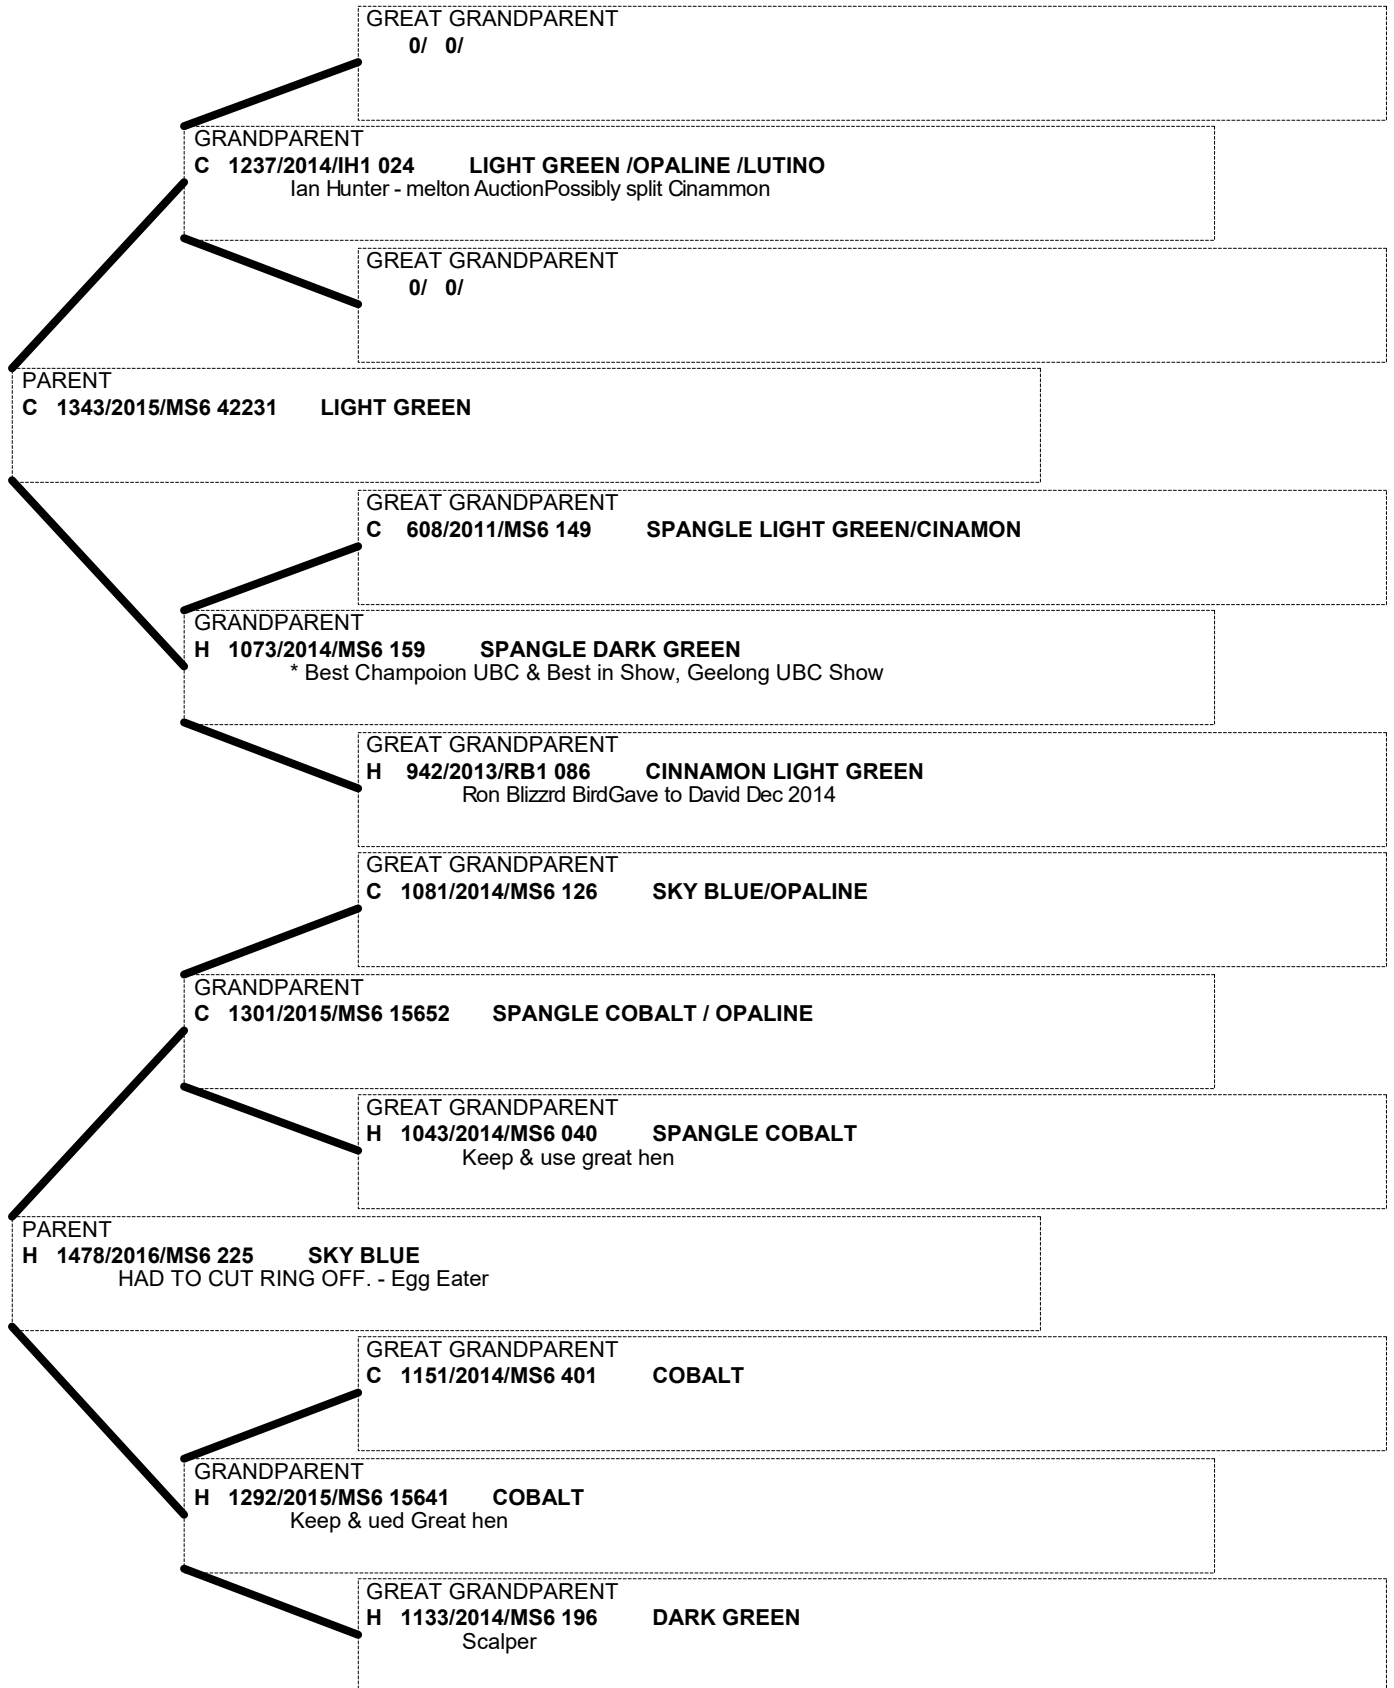 GREAT GRANDPARENT
0/ 0/
GRANDPARENT
C 1237/2014/IH1 024 LIGHT GREEN /OPALINE /LUTINO
Ian Hunter - melton AuctionPossibly split Cinammon
GREAT GRANDPARENT
0/ 0/
PARENT
C 1343/2015/MS6 42231 LIGHT GREEN
GREAT GRANDPARENT
C 608/2011/MS6 149 SPANGLE LIGHT GREEN/CINAMON
GRANDPARENT
H 1073/2014/MS6 159 SPANGLE DARK GREEN
* Best Champoion UBC & Best in Show, Geelong UBC Show
GREAT GRANDPARENT
H 942/2013/RB1 086 CINNAMON LIGHT GREEN
Ron Blizzrd BirdGave to David Dec 2014
GREAT GRANDPARENT
C 1081/2014/MS6 126 SKY BLUE/OPALINE
GRANDPARENT
C 1301/2015/MS6 15652 SPANGLE COBALT / OPALINE
GREAT GRANDPARENT
H 1043/2014/MS6 040 SPANGLE COBALT
Keep & use great hen
PARENT
H 1478/2016/MS6 225 SKY BLUE
HAD TO CUT RING OFF. - Egg Eater
GREAT GRANDPARENT
C 1151/2014/MS6 401 COBALT
GRANDPARENT
H 1292/2015/MS6 15641 COBALT
Keep & ued Great hen
GREAT GRANDPARENT
H 1133/2014/MS6 196 DARK GREEN
Scalper